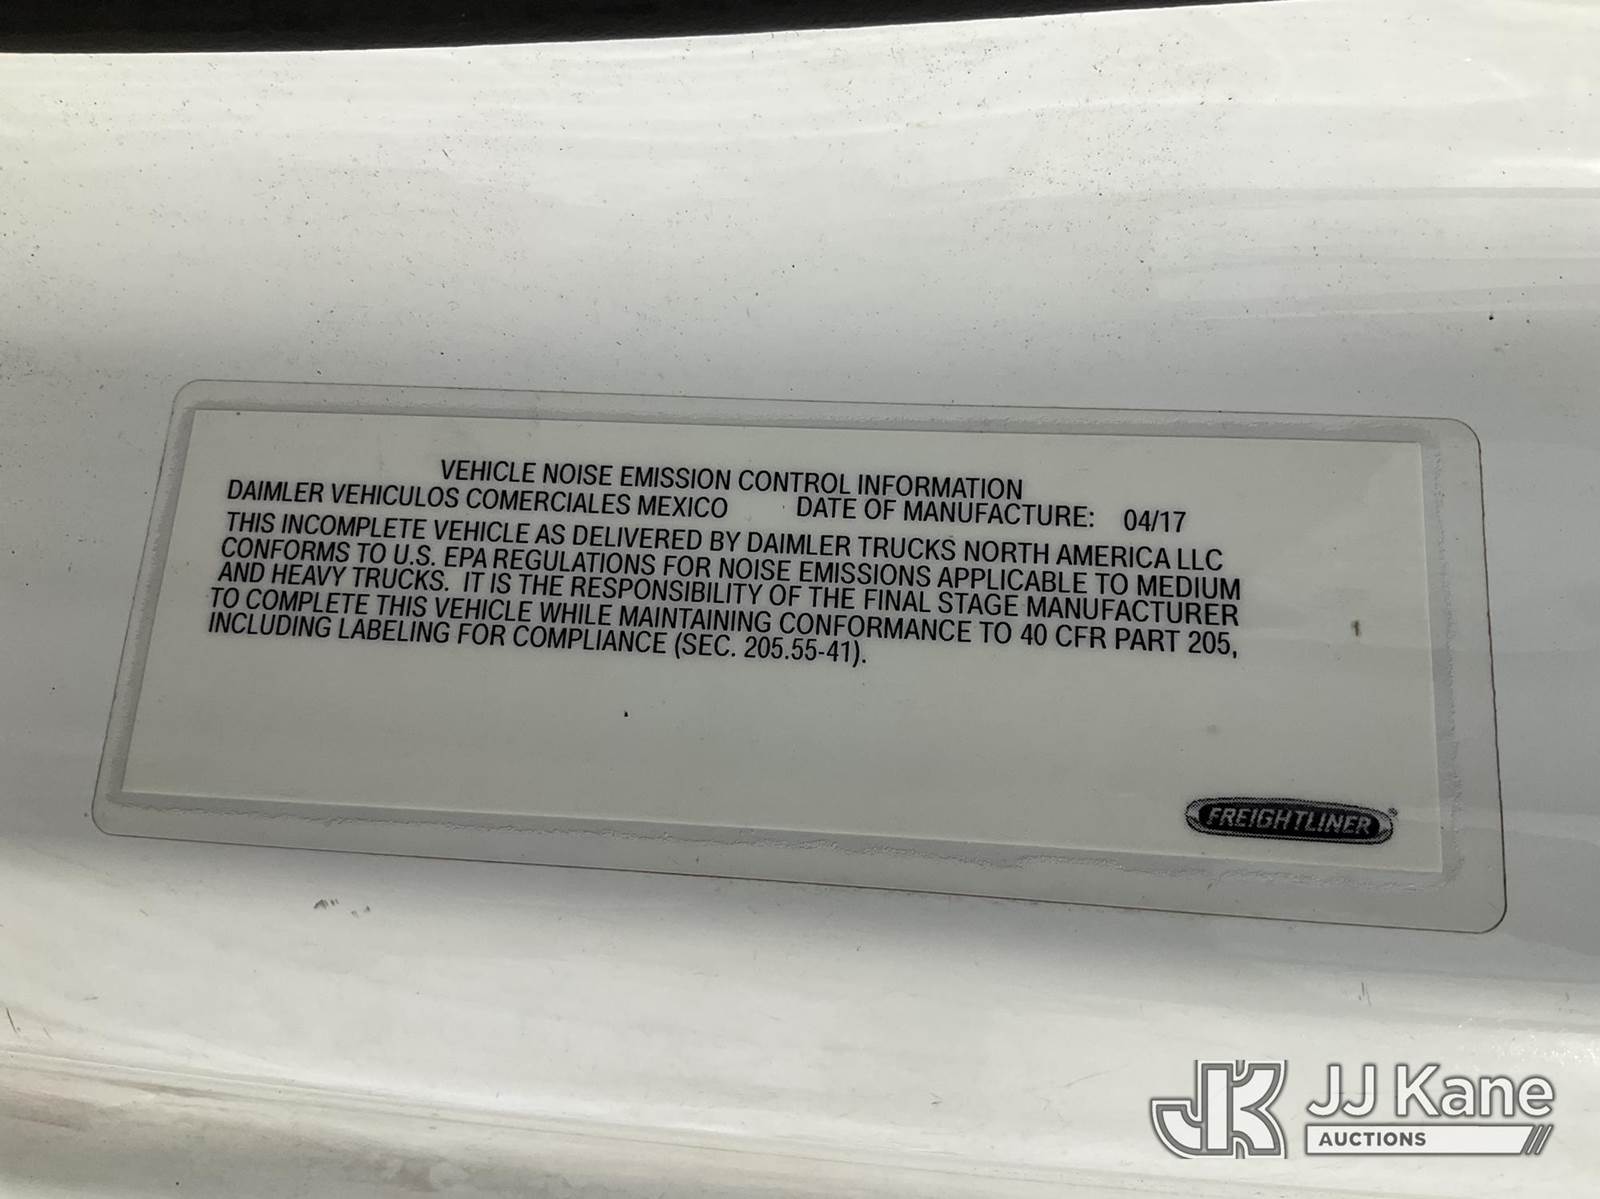 VEHICLE NOISE EMISSION CONTROL INFORMATION
DAIMLER VEHICULOS COMERCIALES MEXICO DATE OF MANUFACTURE: 04/17
THIS INCOMPLETE VEHICLE AS DELIVERED BY DAIMLER TRUCKS NORTH AMERICA LLC
CONFORMS TO U.S. EPA REGULATIONS FOR NOISE EMISSIONS APPLICABLE TO MEDIUM
AND HEAVY TRUCKS. IT IS THE RESPONSIBILITY OF THE FINAL STAGE MANUFACTURER
TO COMPLETE THIS VEHICLE WHILE MAINTAINING CONFORMANCE TO 40 CFR PART 205,
INCLUDING LABELING FOR COMPLIANCE (SEC. 205.55-41).
FREIGHTLINER®
JK JJ Kane
AUCTIONS